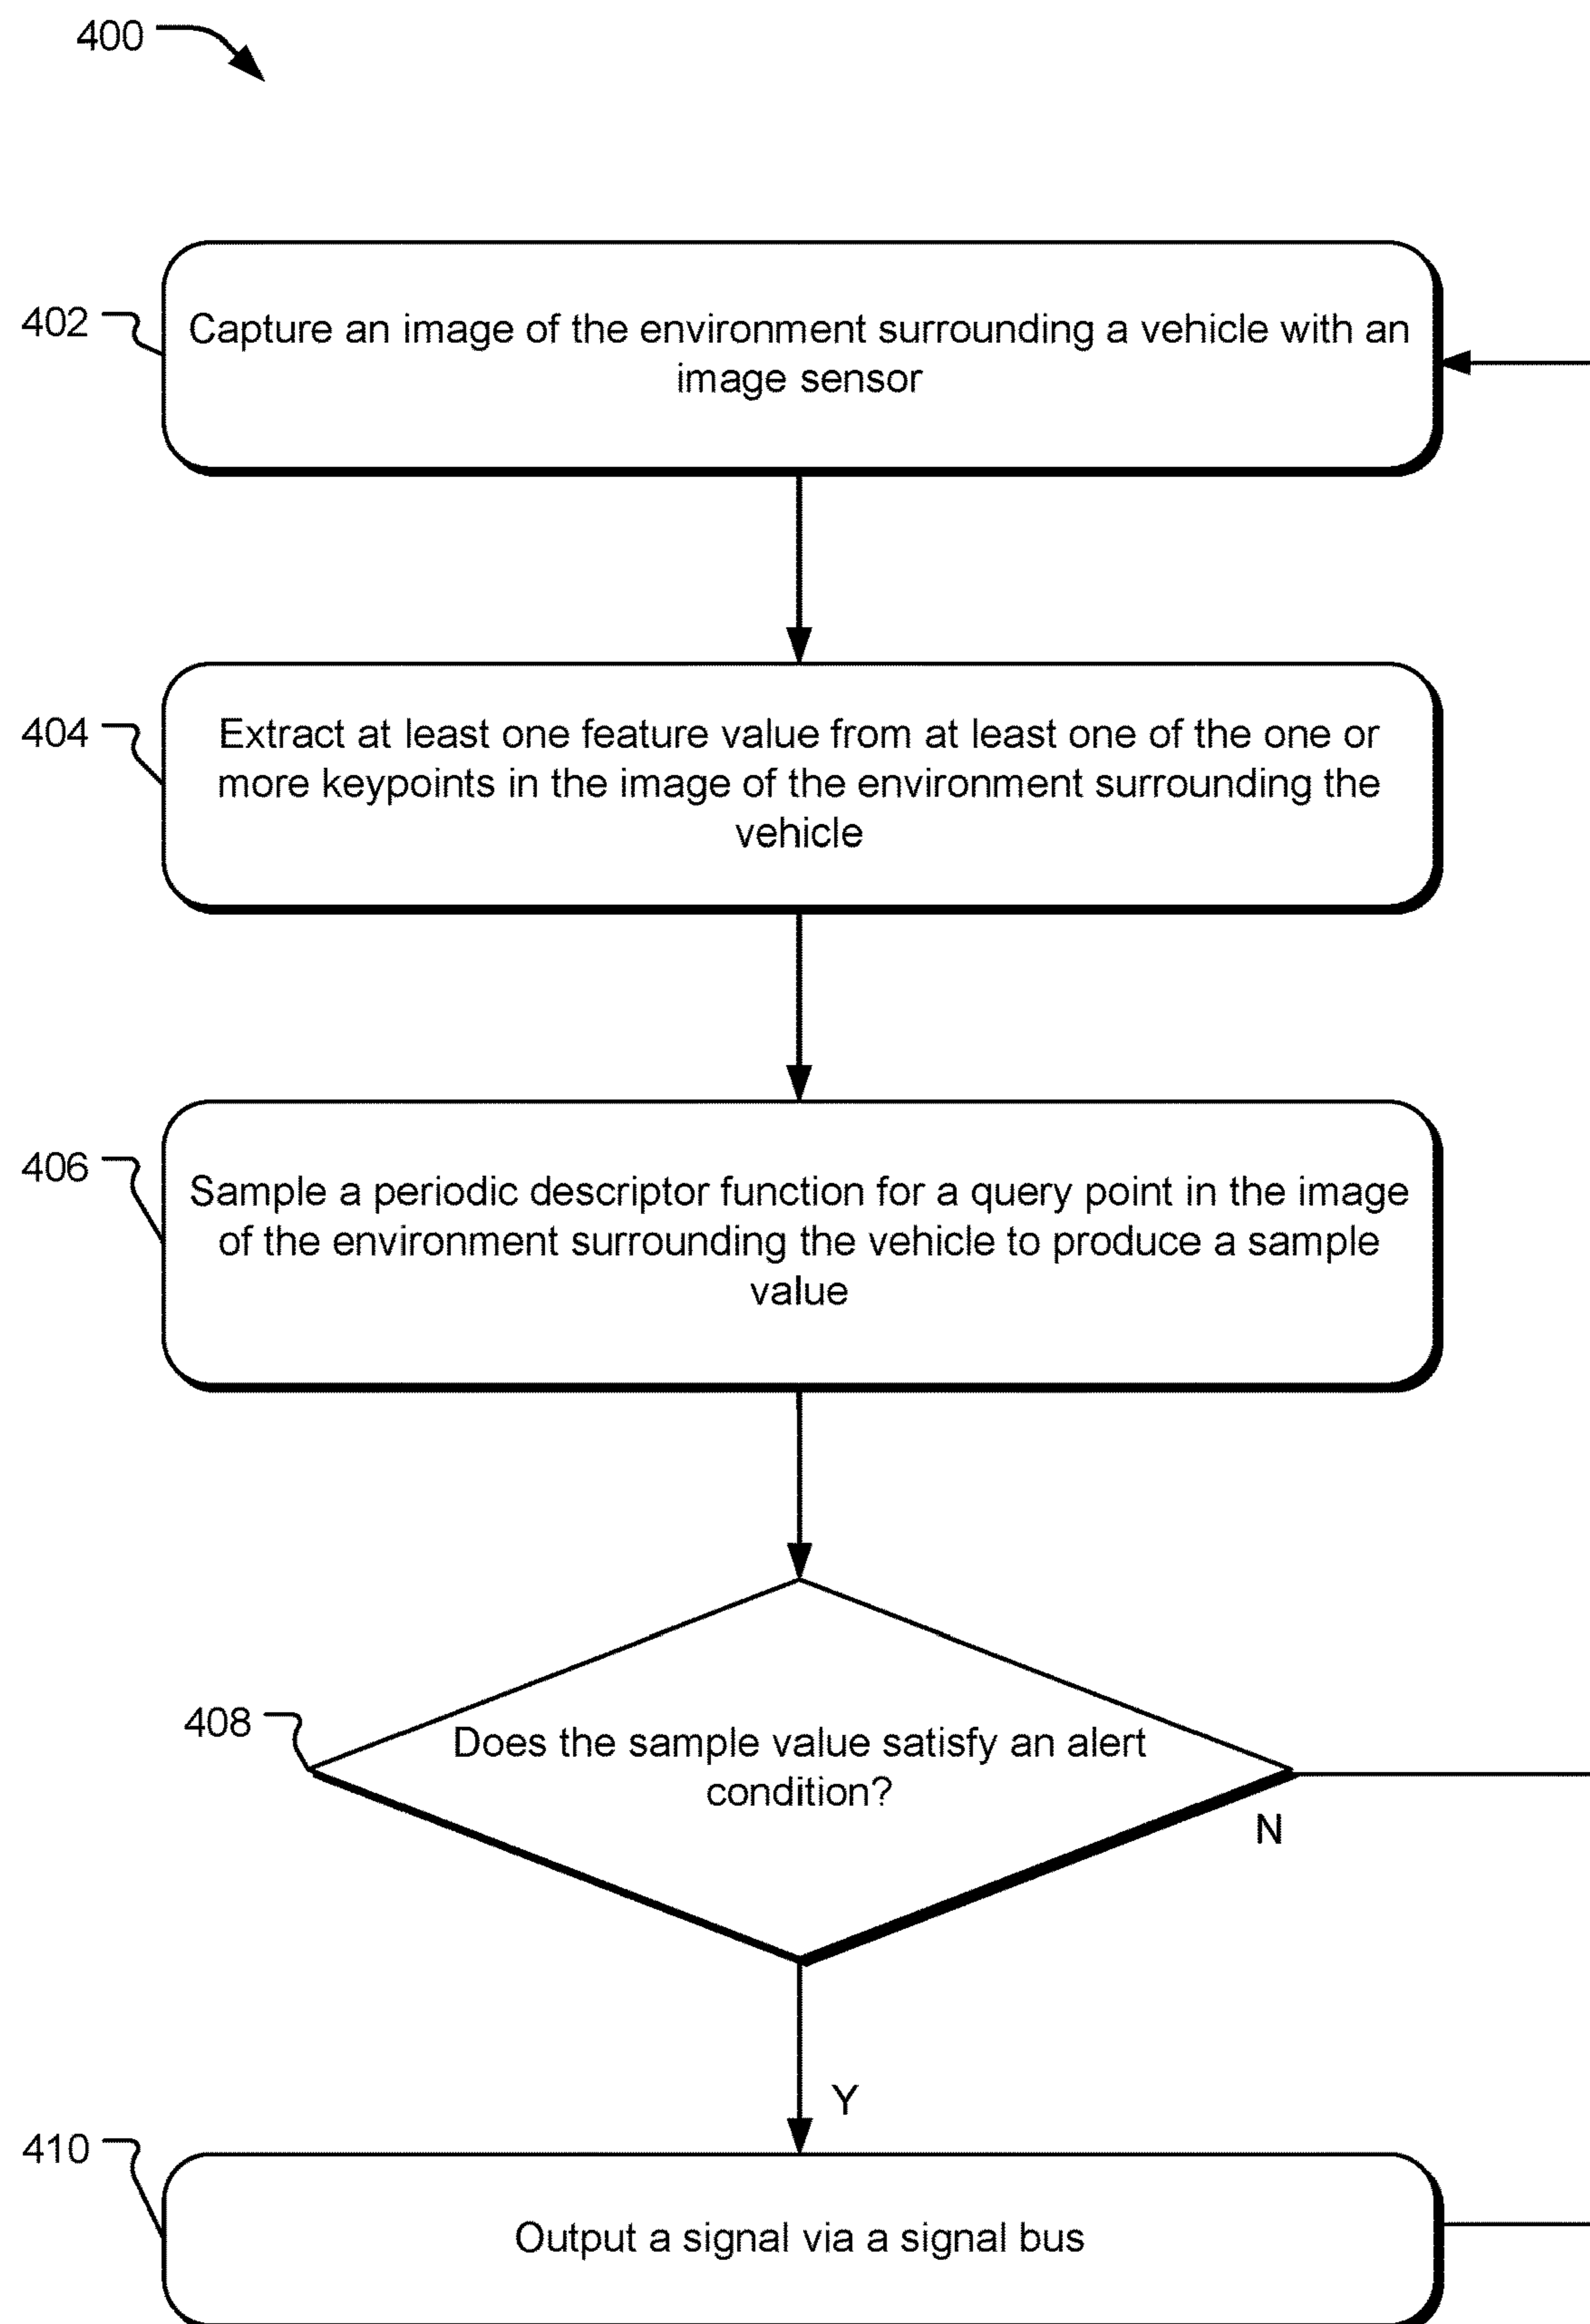 400
402
Capture an image of the environment surrounding a vehicle with an
image sensor
404
Extract at least one feature value from at least one of the one or
more keypoints in the image of the environment surrounding the
vehicle
406
Sample a periodic descriptor function for a query point in the image
of the environment surrounding the vehicle to produce a sample
value
408
Does the sample value satisfy an alert
condition?
N
Y
410
Output a signal via a signal bus